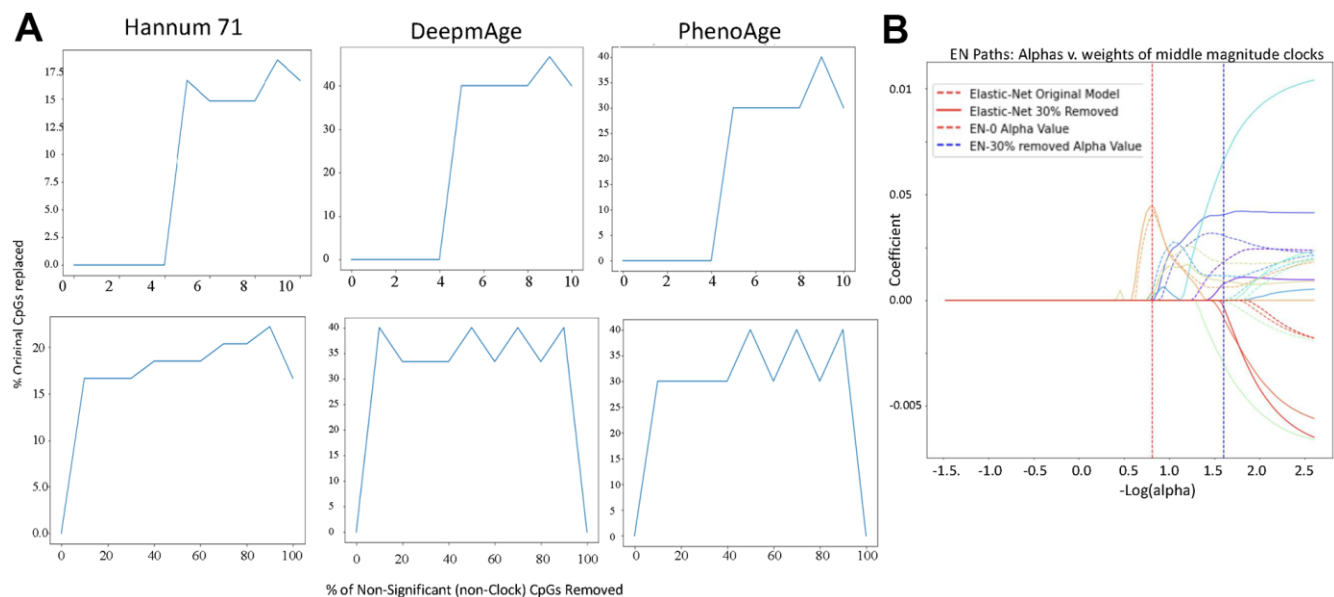 A
Hannum 71
DeepmAge
PhenoAge
B
EN Paths: Alphas v. weights of middle magnitude clocks
% Original CpGs replaced
17.5
15
12.5
10.0
7.5
5.0
2.5
0.0
0 2 4 6 8 10
40
30
20
10
0
0 2 4 6 8 10
40
35
30
25
20
15
10
5
0
0 2 4 6 8 10
20
15
10
5.0
0.0
0 20 40 60 80 100
40
35
30
25
20
15
10
5
0
0 20 40 60 80 100
40
35
30
25
20
15
10
5
0
0 20 40 60 80 100
% of Non-Significant (non-Clock) CpGs Removed
Elastic-Net Original Model
Elastic-Net 30% Removed
EN-0 Alpha Value
EN-30% removed Alpha Value
Coefficient
0.01
0.05
0.00
-0.005
-1.5. -1.0 -0.5 0.0 0.5 1.0 1.5 2.0 2.5
-Log(alpha)